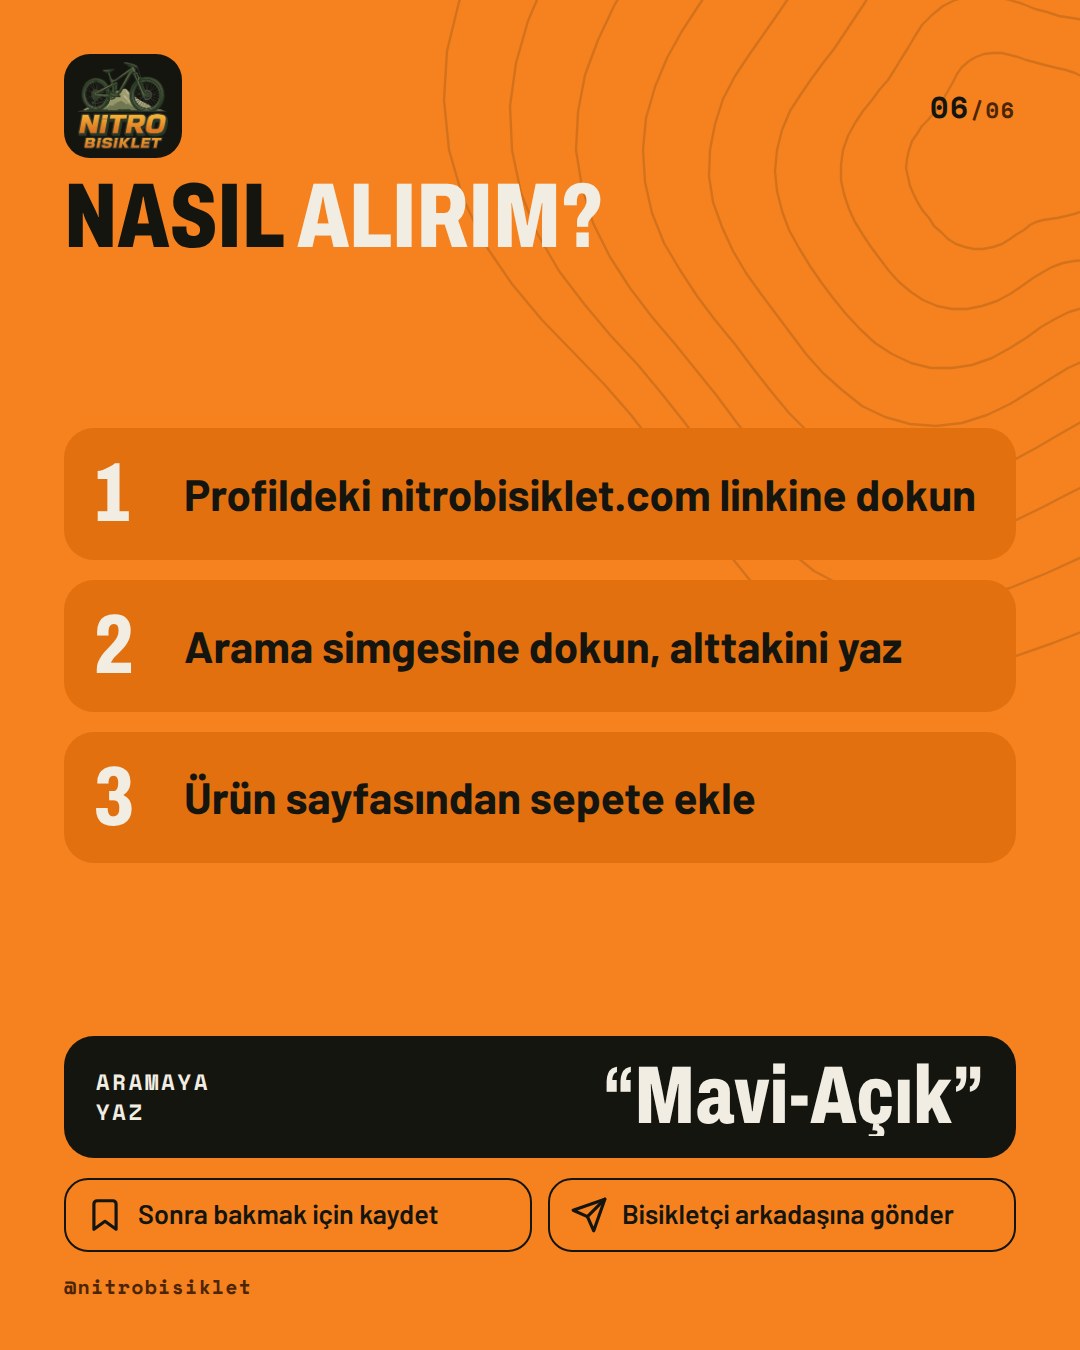 NITRO
BISIKLET
06/06
NASIL ALIRIM?
1 Profildeki nitrobisiklet.com linkine dokun
2 Arama simgesine dokun, alttakini yaz
3 Ürün sayfasından sepete ekle
ARAMAYA
YAZ
“Mavi-Açık”
Sonra bakmak için kaydet
Bisikletçi arkadaşına gönder
@nitrobisiklet